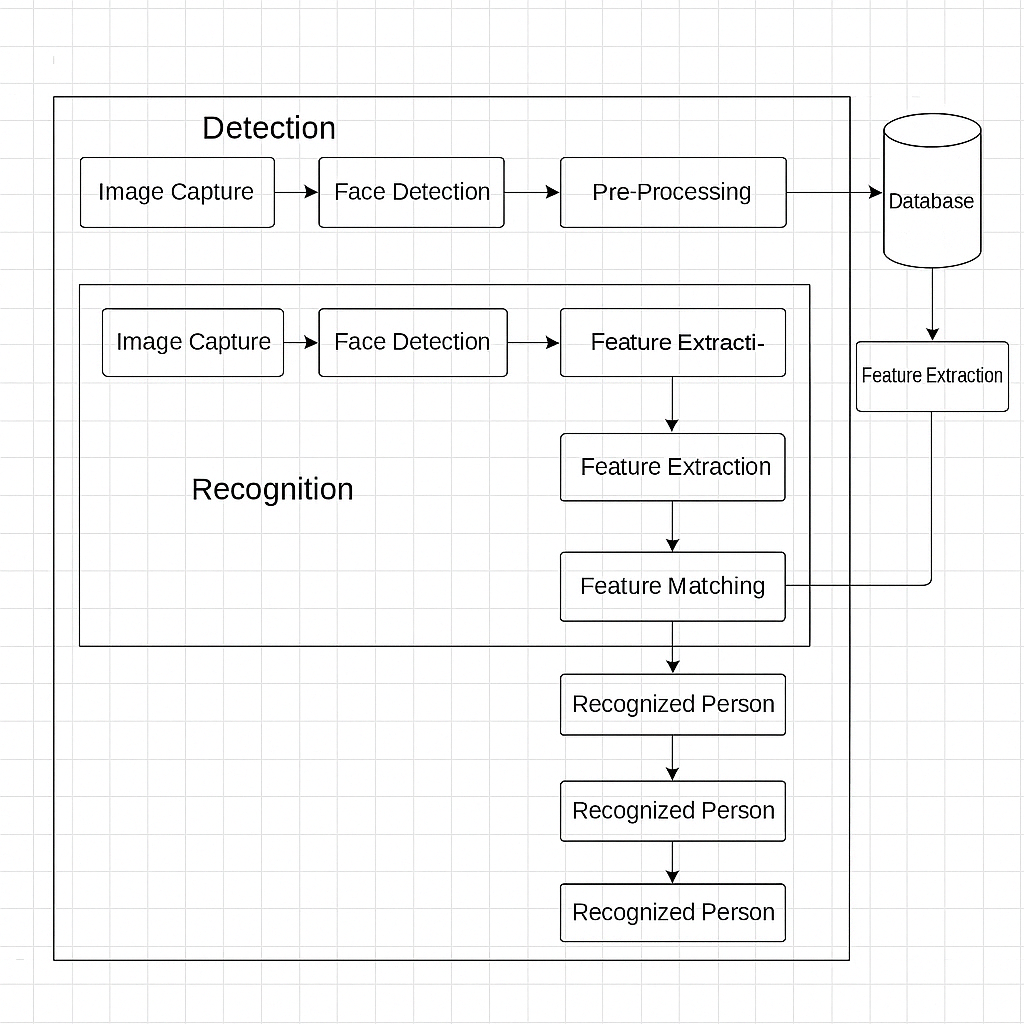 Detection
Image Capture
Face Detection
Pre-Processing
Database
Image Capture
Face Detection
Feature Extracti-
Feature Extraction
Feature Extraction
Recognition
Feature Matching
Recognized Person
Recognized Person
Recognized Person